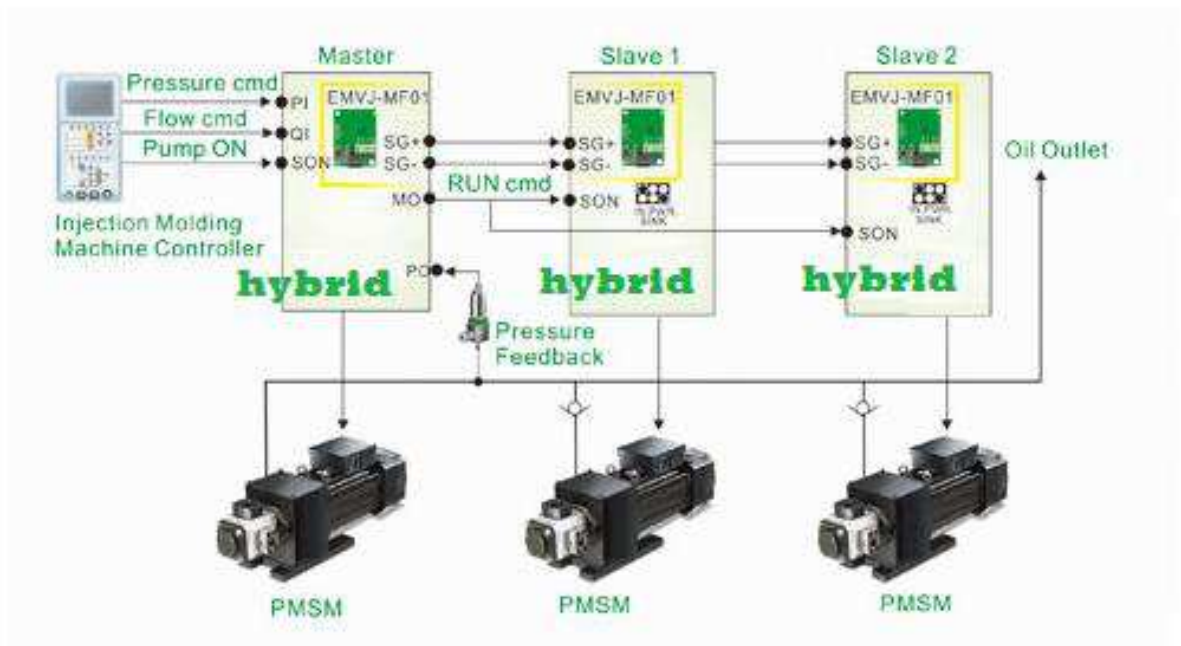 Master
Slave 1
Slave 2
Pressure cmd
Flow cmd
Pump ON
PI
QI
SON
EMVJ-MF01
SG+
SG-
MO
PO
RUN cmd
EMVJ-MF01
SG+
SG-
SON
SINK
EMVJ-MF01
SG+
SG-
SINK
SON
Oil Outlet
Injection Molding
Machine Controller
hybrid
hybrid
hybrid
Pressure
Feedback
PMSM
PMSM
PMSM